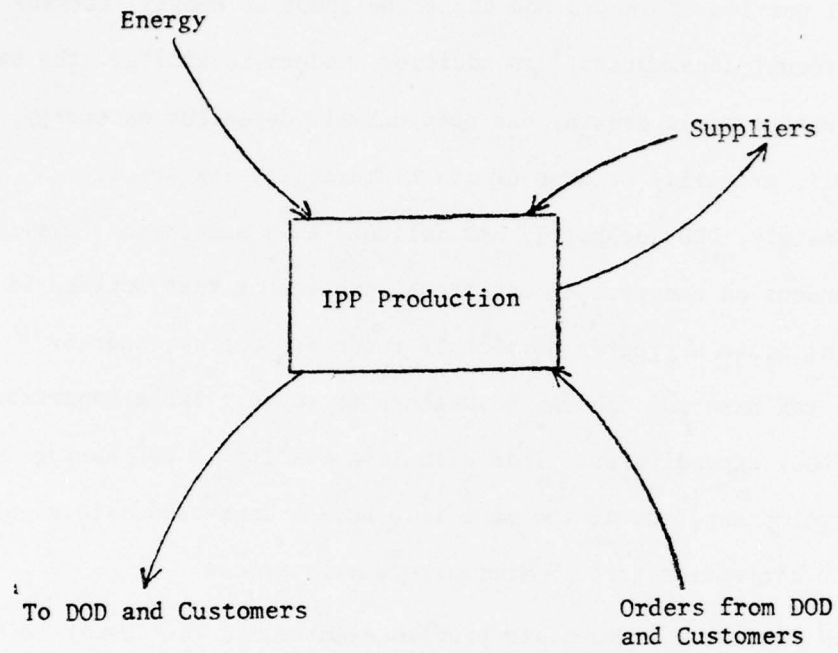 Energy
Suppliers
IPP Production
To DOD and Customers
Orders from DOD
and Customers